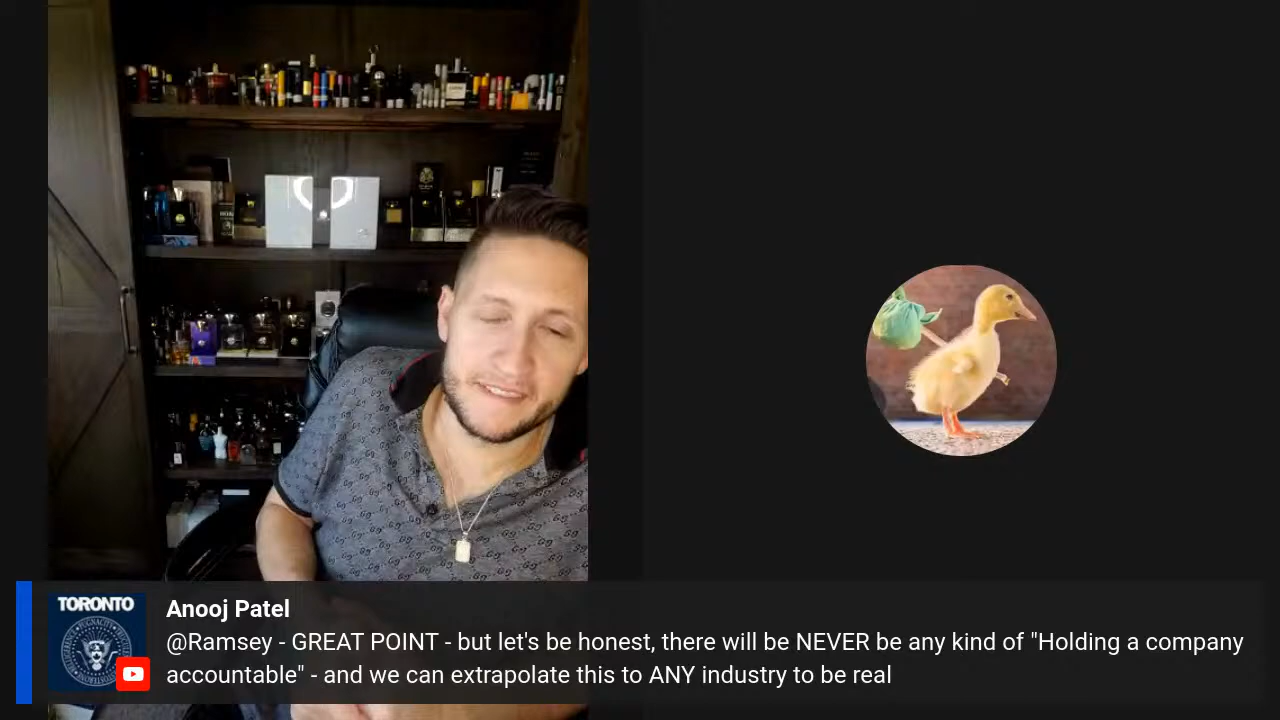 TORONTO
Anooj Patel
@Ramsey - GREAT POINT - but let's be honest, there will be NEVER be any kind of "Holding a company
accountable" - and we can extrapolate this to ANY industry to be real